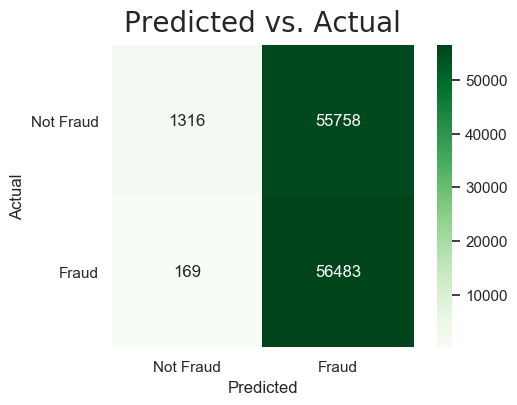 Predicted vs. Actual
Not Fraud
1316
55758
Fraud
169
56483
Actual
Not Fraud
Fraud
Predicted
50000
40000
30000
20000
10000